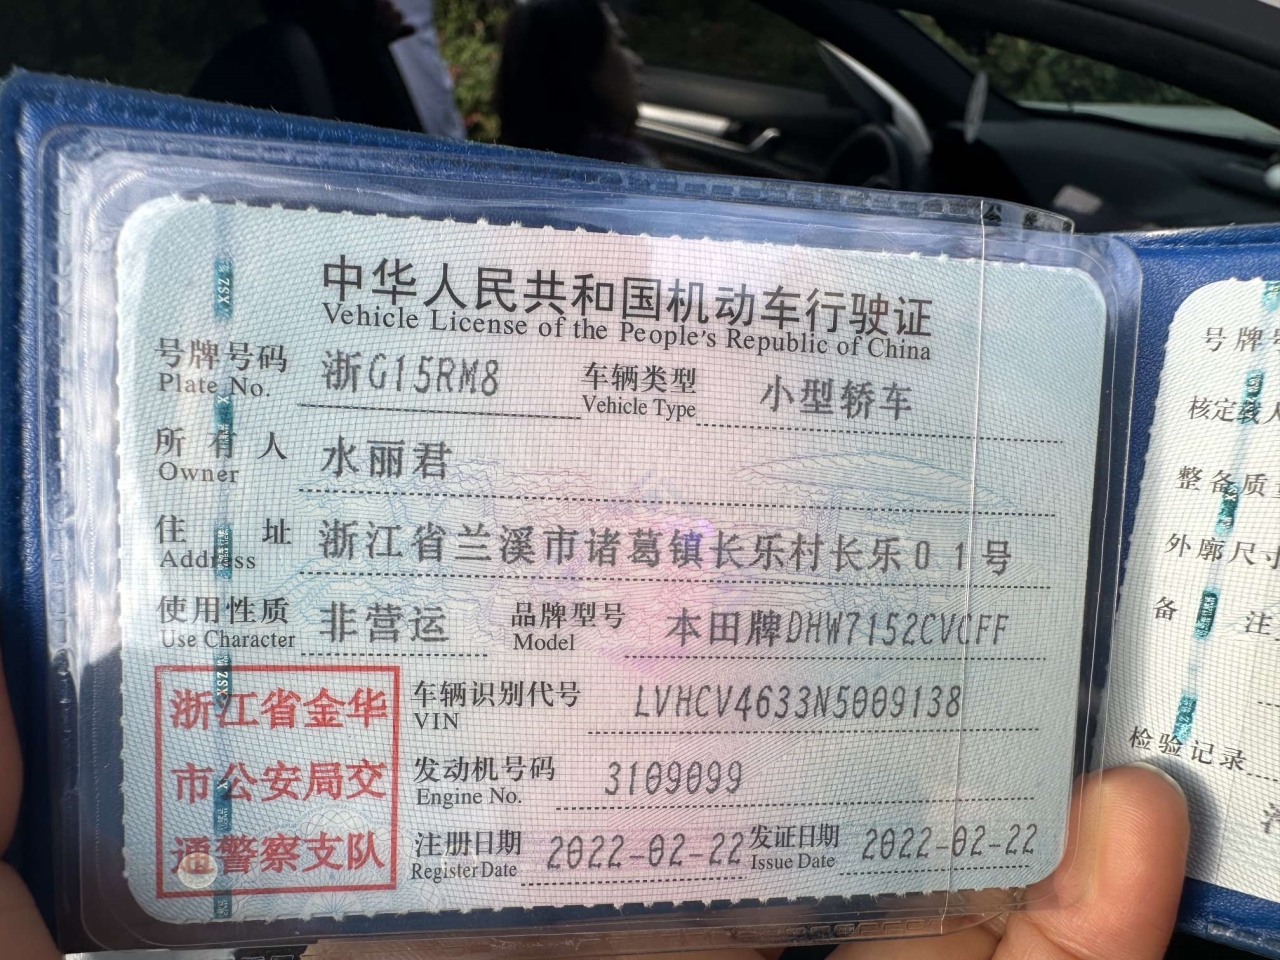 中华人民共和国机动车行驶证
Vehicle License of the People's Republic of China
号牌号码 浙G15RM8 车辆类型 小型轿车
Plate No. Vehicle Type
所有人 水丽君
Owner
住址 浙江省兰溪市诸葛镇长乐村长乐01号
Address
使用性质 非营运 品牌型号 本田牌DHW7152CVCFF
Use Character Model
浙江省金华
市公安局交
通警察支队
车辆识别代号 LVHCV4633N5009138
VIN
发动机号码 3109099
Engine No.
注册日期 2022-02-22 发证日期 2022-02-22
Register Date Issue Date
号牌号
核定载人
整备质
外廓尺寸
备注
检验记录